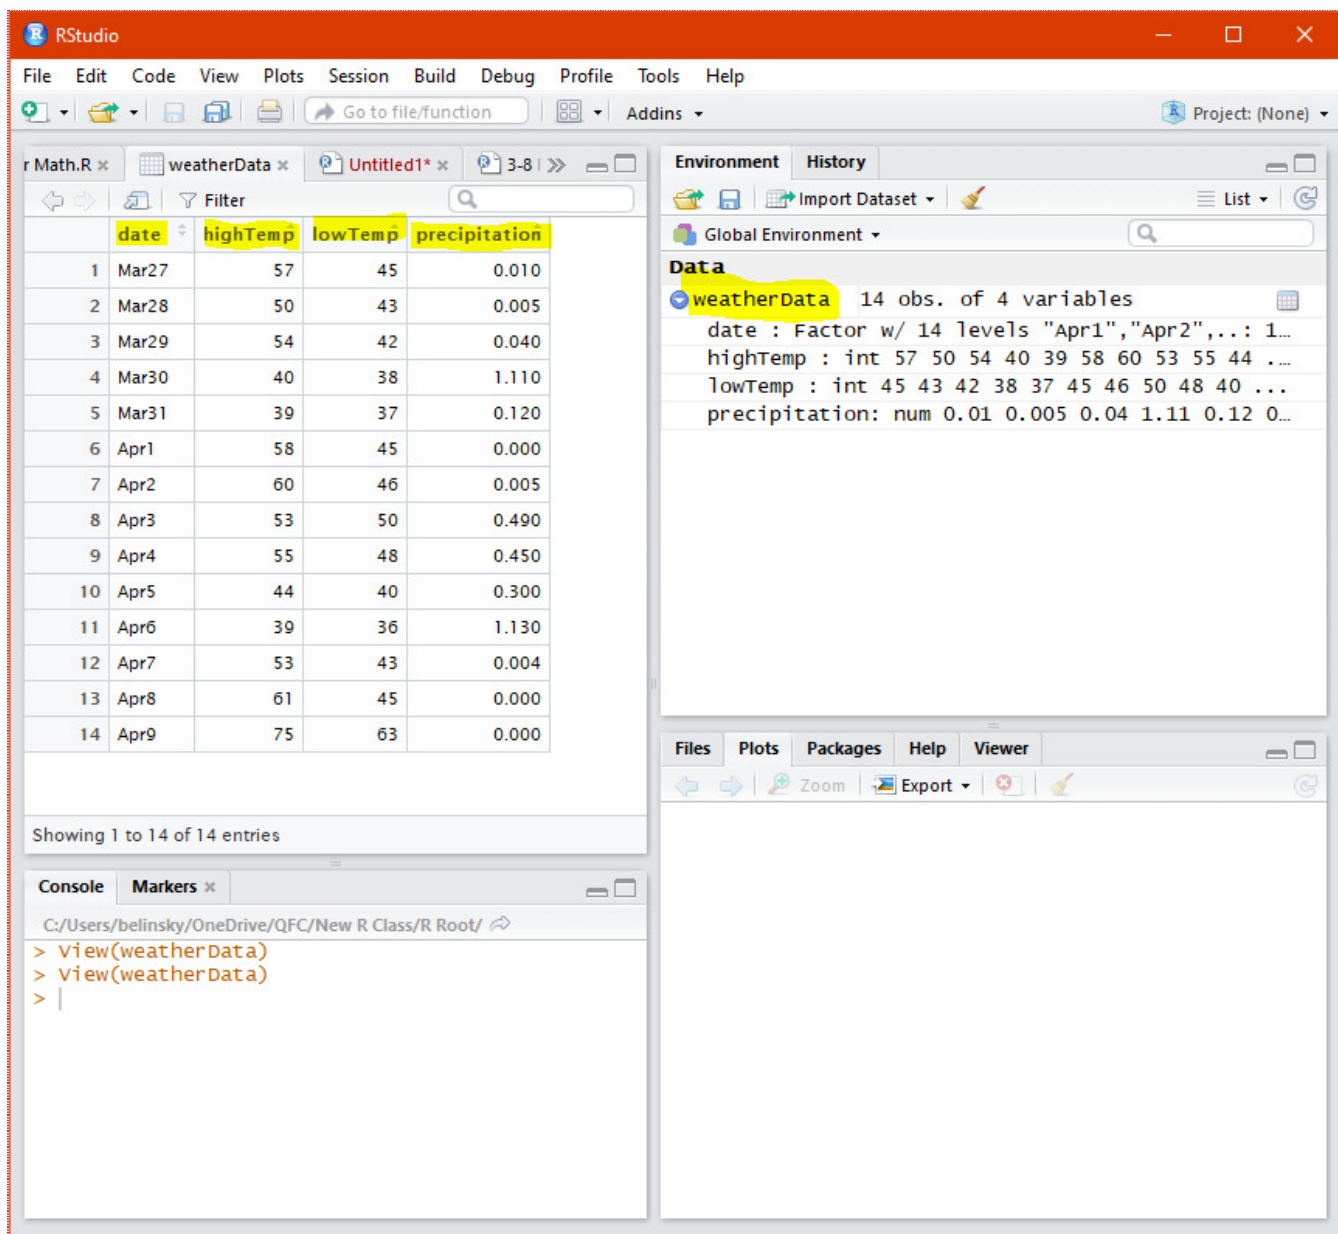 RStudio
File Edit Code View Plots Session Build Debug Profile Tools Help
Go to file/function Addins Project: (None)
r Math.R weatherData Untitled1* 3-8
Filter
date highTemp lowTemp precipitation
1 Mar27 57 45 0.010
2 Mar28 50 43 0.005
3 Mar29 54 42 0.040
4 Mar30 40 38 1.110
5 Mar31 39 37 0.120
6 Apr1 58 45 0.000
7 Apr2 60 46 0.005
8 Apr3 53 50 0.490
9 Apr4 55 48 0.450
10 Apr5 44 40 0.300
11 Apr6 39 36 1.130
12 Apr7 53 43 0.004
13 Apr8 61 45 0.000
14 Apr9 75 63 0.000
Showing 1 to 14 of 14 entries
Console Markers
C:/Users/belinsky/OneDrive/QFC/New R Class/R Root/
> View(weatherData)
> View(weatherData)
>
Environment History
Import Dataset List
Global Environment
Data
weatherData 14 obs. of 4 variables
date : Factor w/ 14 levels "Apr1","Apr2",..: 1…
highTemp : int 57 50 54 40 39 58 60 53 55 44 .…
lowTemp : int 45 43 42 38 37 45 46 50 48 40 ...
precipitation: num 0.01 0.005 0.04 1.11 0.12 0…
Files Plots Packages Help Viewer
Zoom Export